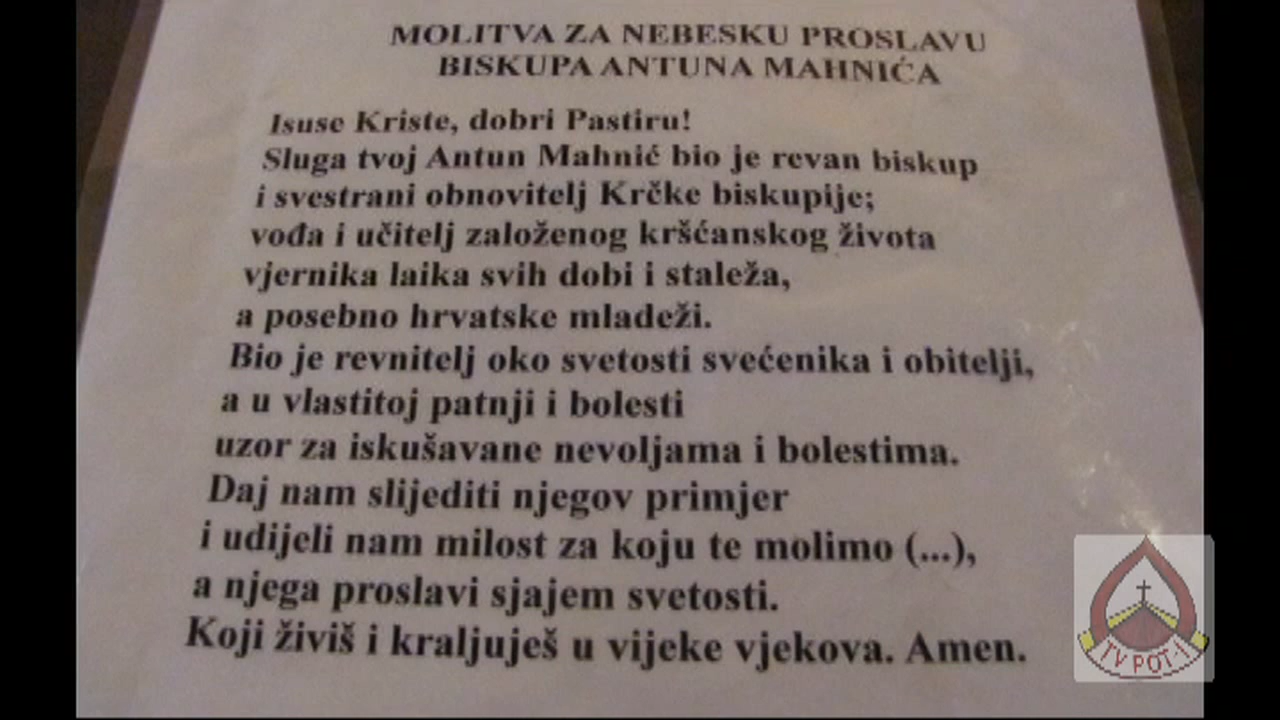 MOLITVA ZA NEBESKU PROSLAVU
BISKUPA ANTUNA MAHNIĆA
Isuse Kriste, dobri Pastiru!
Sluga tvoj Antun Mahnić bio je revan biskup
i svestrani obnovitelj Krčke biskupije;
vođa i učitelj založenog kršćanskog života
vjernika laika svih dobi i staleža,
a posebno hrvatske mladeži.
Bio je revnitelj oko svetosti svećenika i obitelji,
a u vlastitoj patnji i bolesti
uzor za iskušavane nevoljama i bolestima.
Daj nam slijediti njegov primjer
i udijeli nam milost za koju te molimo (...),
a njega proslavi sjajem svetosti.
Koji živiš i kraljuješ u vijeke vjekova. Amen.
TV POT-1